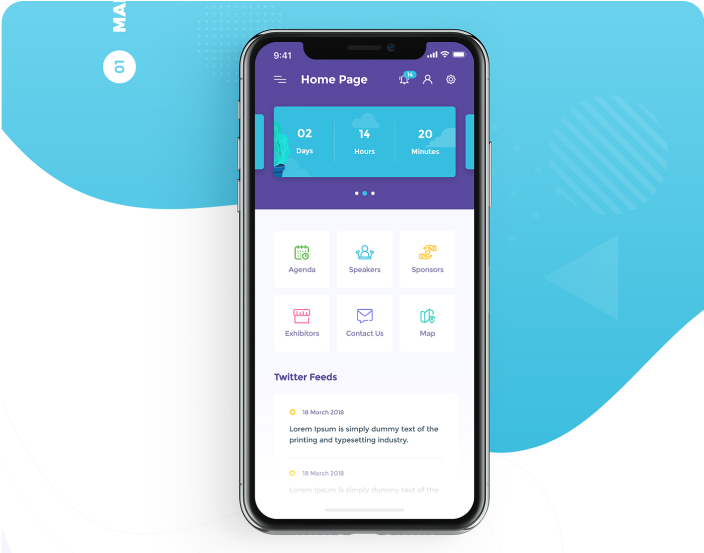 01
9:41
Home Page
14
02
14
20
Days
Hours
Minutes
Agenda
Speakers
Sponsors
Exhibitors
Contact Us
Map
Twitter Feeds
18 March 2018
Lorem Ipsum is simply dummy text of the
printing and typesetting industry.
18 March 2018
Lorem Ipsum is simply dummy text of the